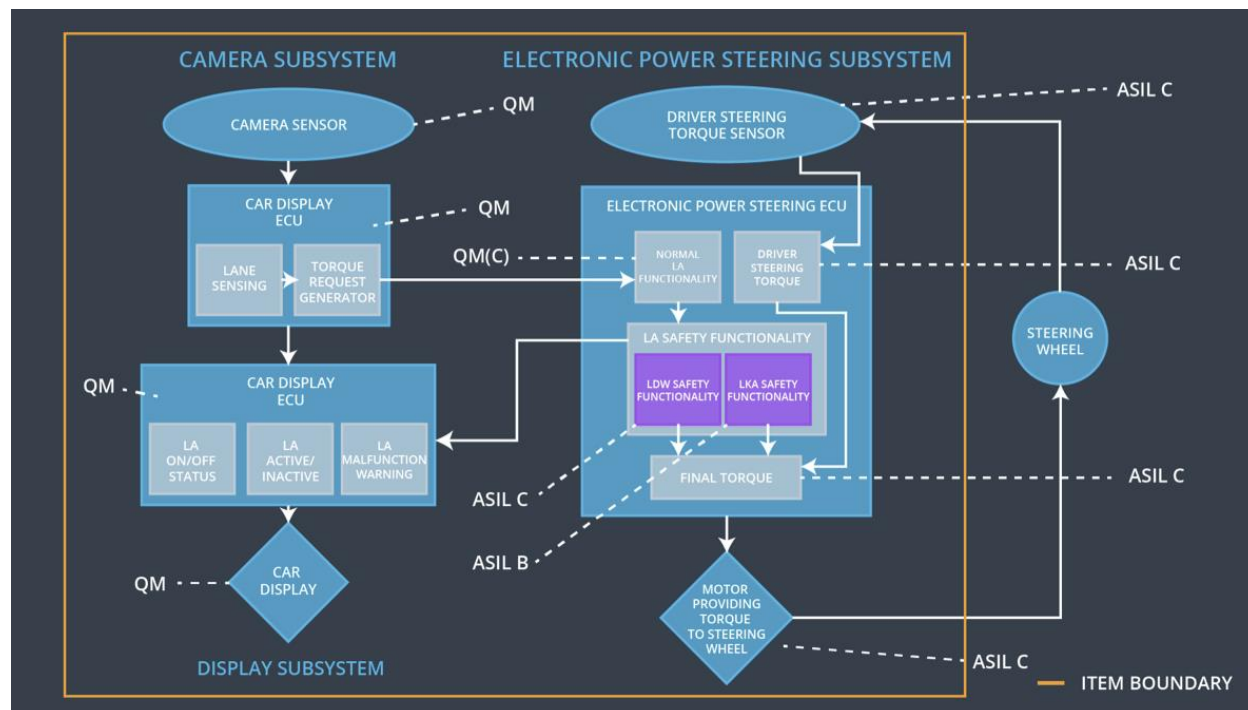 CAMERA SUBSYSTEM
CAMERA SENSOR
QM
CAR DISPLAY
ECU
LANE
SENSING
TORQUE
REQUEST
GENERATOR
QM
CAR DISPLAY
ECU
LA
ON/OFF
STATUS
LA
ACTIVE/
INACTIVE
LA
MALFUNCTION
WARNING
QM
CAR
DISPLAY
QM
DISPLAY SUBSYSTEM
ELECTRONIC POWER STEERING SUBSYSTEM
DRIVER STEERING
TORQUE SENSOR
ASIL C
ELECTRONIC POWER STEERING ECU
NORMAL
LA
FUNCTIONALITY
QM(C)
DRIVER
STEERING
TORQUE
ASIL C
LA SAFETY FUNCTIONALITY
LDW SAFETY
FUNCTIONALITY
LKA SAFETY
FUNCTIONALITY
ASIL C
ASIL B
FINAL TORQUE
ASIL C
MOTOR
PROVIDING
TORQUE
TO STEERING
WHEEL
ASIL C
STEERING
WHEEL
ITEM BOUNDARY